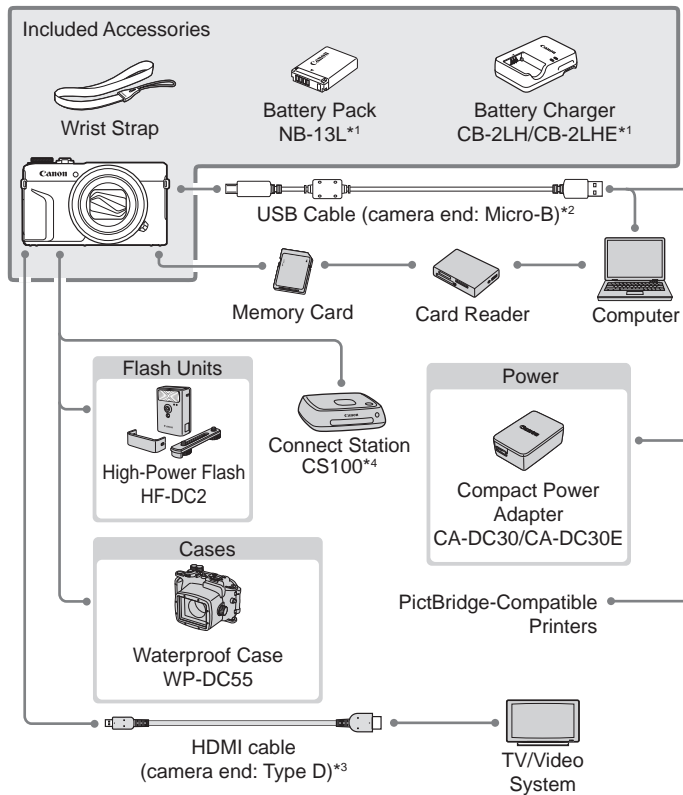 Included Accessories
Wrist Strap
Battery Pack
NB-13L*1
Battery Charger
CB-2LH/CB-2LHE*1
Canon
USB Cable (camera end: Micro-B)*2
Memory Card
Card Reader
Computer
Flash Units
High-Power Flash
HF-DC2
Connect Station
CS100*4
Power
Compact Power
Adapter
CA-DC30/CA-DC30E
Cases
Waterproof Case
WP-DC55
PictBridge-Compatible
Printers
HDMI cable
(camera end: Type D)*3
TV/Video
System